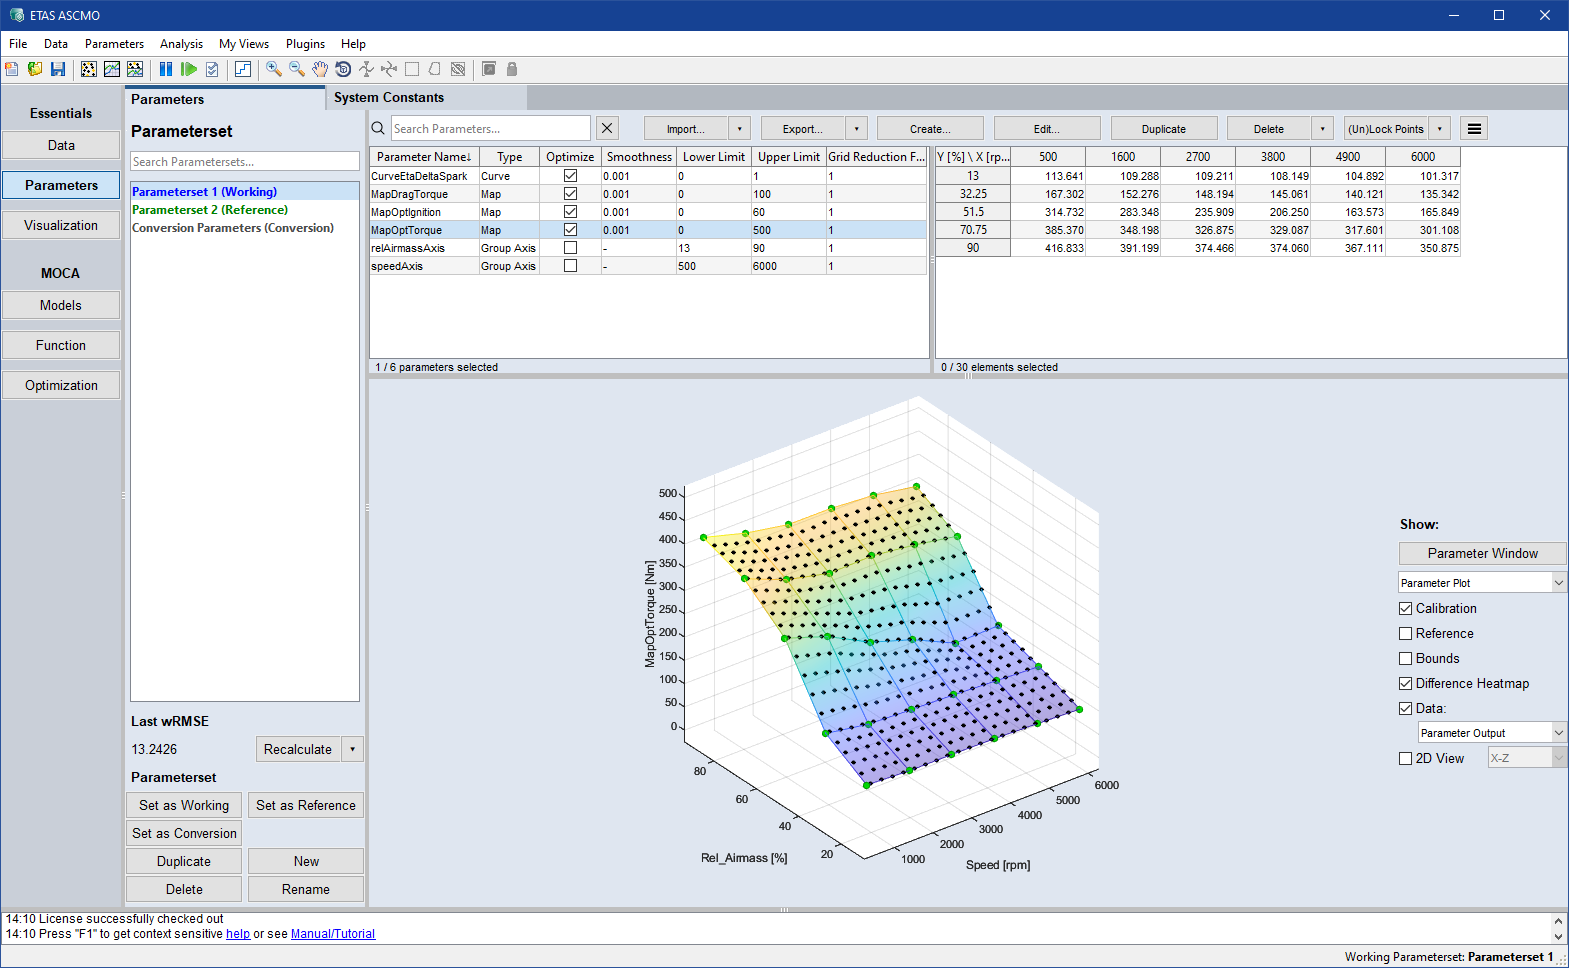 ETAS ASCMO
File Data Parameters Analysis My Views Plugins Help
Essentials
Data
Parameters
Visualization
MOCA
Models
Function
Optimization
Parameters System Constants
Parameterset
Search Parametersets...
Parameterset 1 (Working)
Parameterset 2 (Reference)
Conversion Parameters (Conversion)
Last wRMSE
13.2426 Recalculate
Parameterset
Set as Working Set as Reference
Set as Conversion
Duplicate New
Delete Rename
Search Parameters... Import... Export... Create... Edit... Duplicate Delete (Un)Lock Points
Parameter Name↓ Type Optimize Smoothness Lower Limit Upper Limit Grid Reduction F...
CurveEtaDeltaSpark Curve 0.001 0 1 1
MapDragTorque Map 0.001 0 100 1
MapOptIgnition Map 0.001 0 60 1
MapOptTorque Map 0.001 0 500 1
relAirmassAxis Group Axis - 13 90 1
speedAxis Group Axis - 500 6000 1
1 / 6 parameters selected
Y [%] \ X [rp... 500 1600 2700 3800 4900 6000
13 113.641 109.288 109.211 108.149 104.892 101.317
32.25 167.302 152.276 148.194 145.061 140.121 135.342
51.5 314.732 283.348 235.909 206.250 163.573 165.849
70.75 385.370 348.198 326.875 329.087 317.601 301.108
90 416.833 391.199 374.466 374.060 367.111 350.875
0 / 30 elements selected
MapOptTorque [Nm]
500
450
400
350
300
250
200
150
100
50
0
80
60
40
20
Rel_Airmass [%]
1000
2000
3000
4000
5000
6000
Speed [rpm]
Show:
Parameter Window
Parameter Plot
Calibration
Reference
Bounds
Difference Heatmap
Data:
Parameter Output
2D View X-Z
14:10 License successfully checked out
14:10 Press "F1" to get context sensitive help or see Manual/Tutorial
Working Parameterset: Parameterset 1